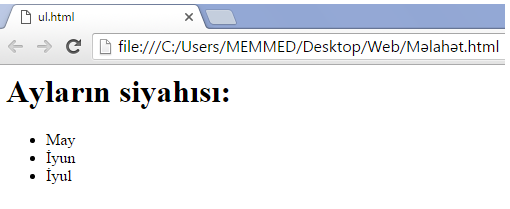 ul.html
file:///C:/Users/MEMMED/Desktop/Web/Məlahət.html
Ayların siyahısı:
May
İyun
İyul